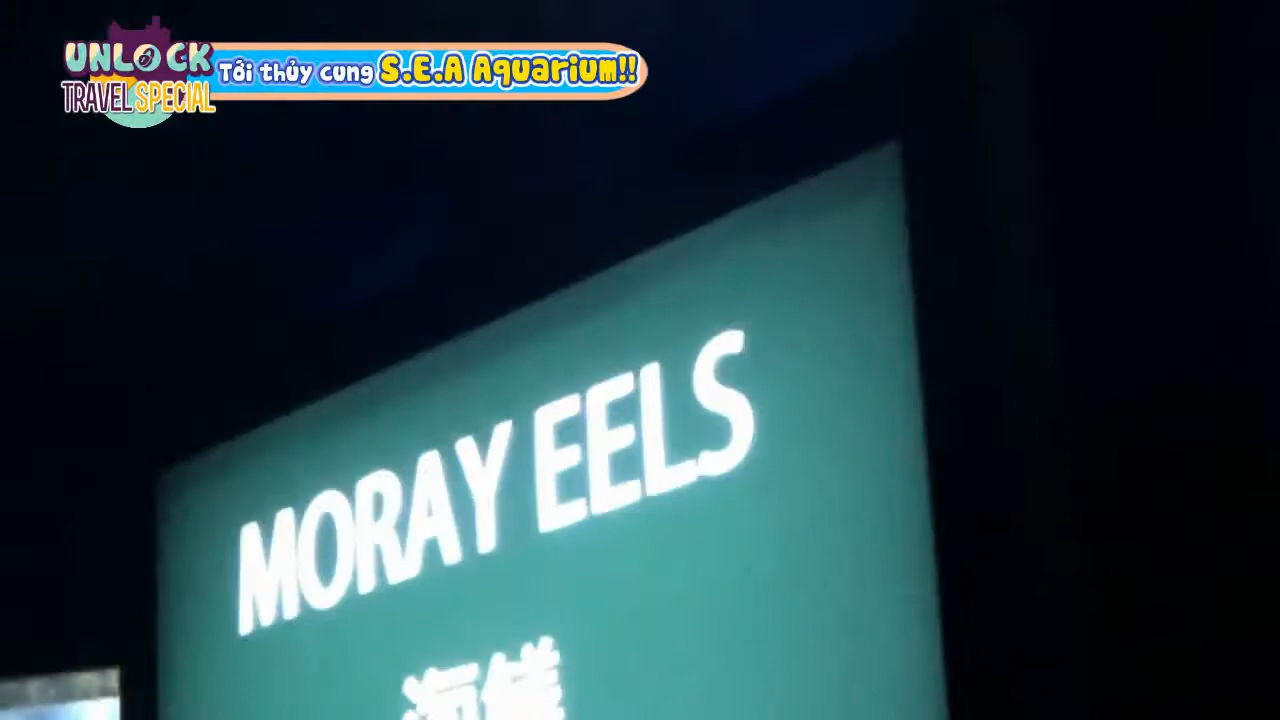 UNLOCK
TRAVEL SPECIAL
Tới thủy cung S.E.A Aquarium!!
MORAY EELS